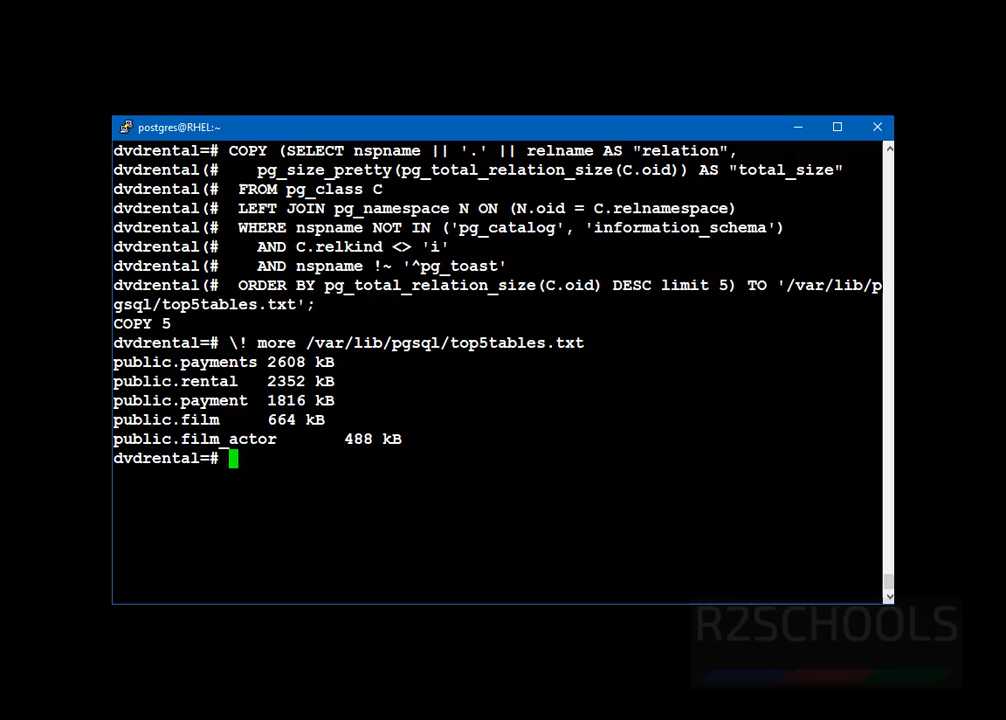 postgres@RHEL:~
dvdrental=# COPY (SELECT nspname || '.' || relname AS "relation",
dvdrental(#    pg_size_pretty(pg_total_relation_size(C.oid)) AS "total_size"
dvdrental(#  FROM pg_class C
dvdrental(#  LEFT JOIN pg_namespace N ON (N.oid = C.relnamespace)
dvdrental(#  WHERE nspname NOT IN ('pg_catalog', 'information_schema')
dvdrental(#    AND C.relkind <> 'i'
dvdrental(#    AND nspname !~ '^pg_toast'
dvdrental(#  ORDER BY pg_total_relation_size(C.oid) DESC limit 5) TO '/var/lib/p
gsql/top5tables.txt';
COPY 5
dvdrental=# \! more /var/lib/pgsql/top5tables.txt
public.payments 2608 kB
public.rental   2352 kB
public.payment  1816 kB
public.film     664 kB
public.film_actor       488 kB
dvdrental=#
R2SCHOOLS